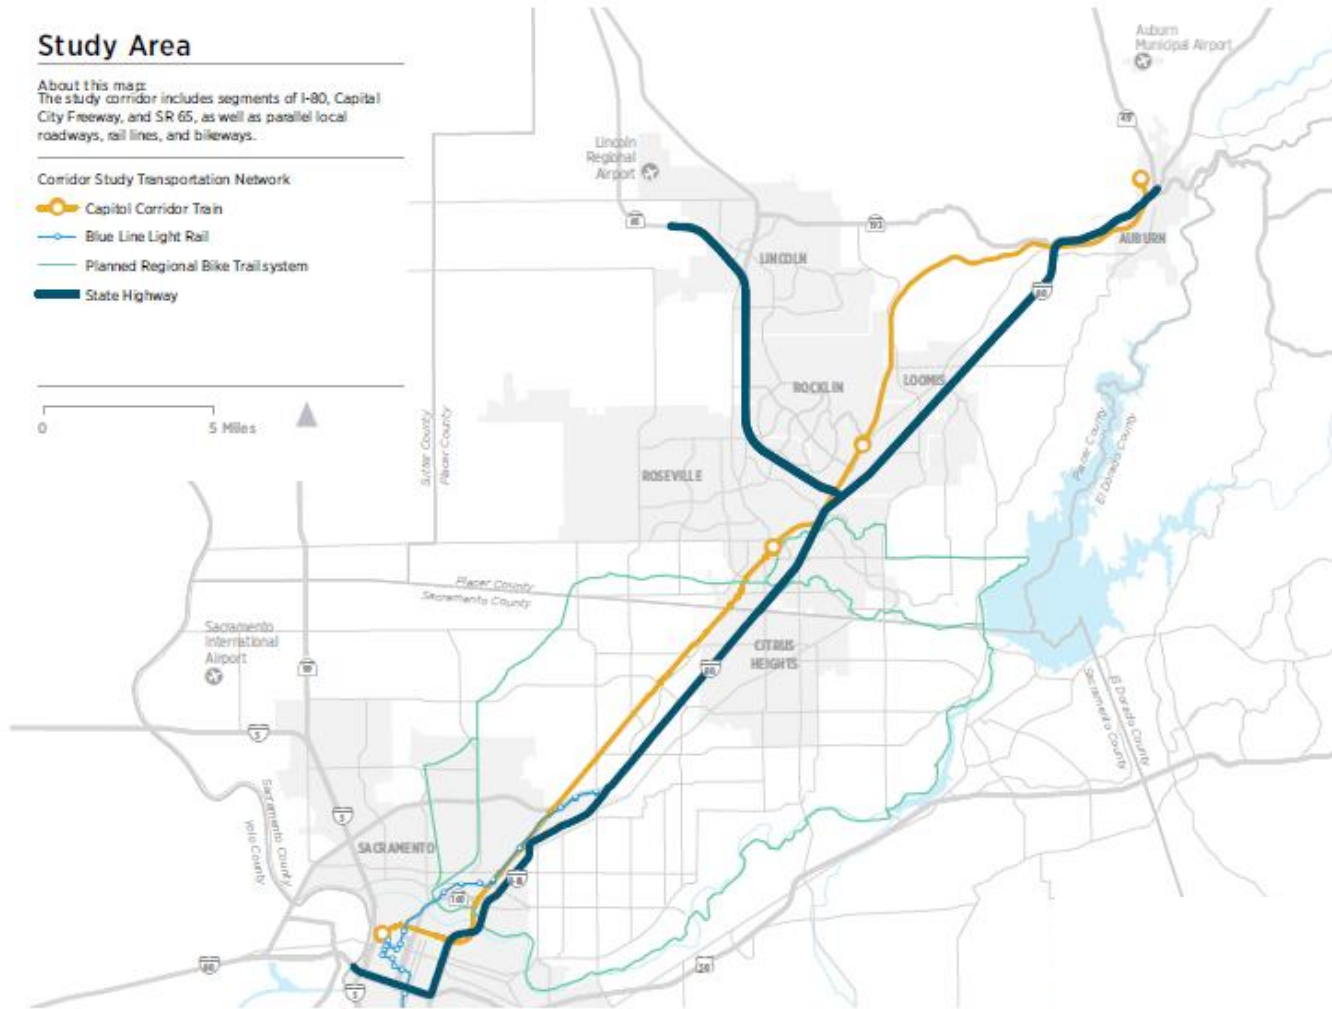 Study Area
About this map:
The study corridor includes segments of I-80, Capital
City Freeway, and SR 65, as well as parallel local
roadways, rail lines, and bikeways.
Corridor Study Transportation Network
Capitol Corridor Train
Blue Line Light Rail
Planned Regional Bike Trail system
State Highway
0
5 Miles
Auburn
Municipal Airport
49
Lincoln
Regional
Airport
193
LINCOLN
AUBURN
80
ROCKLIN
LOOMIS
Sutter County
Placer County
Placer County
El Dorado County
ROSEVILLE
Placer County
Sacramento County
Sacramento
International
Airport
CITRUS
HEIGHTS
80
5
El Dorado County
Sacramento County
Sacramento County
Yolo County
5
SACRAMENTO
160
80
50
5